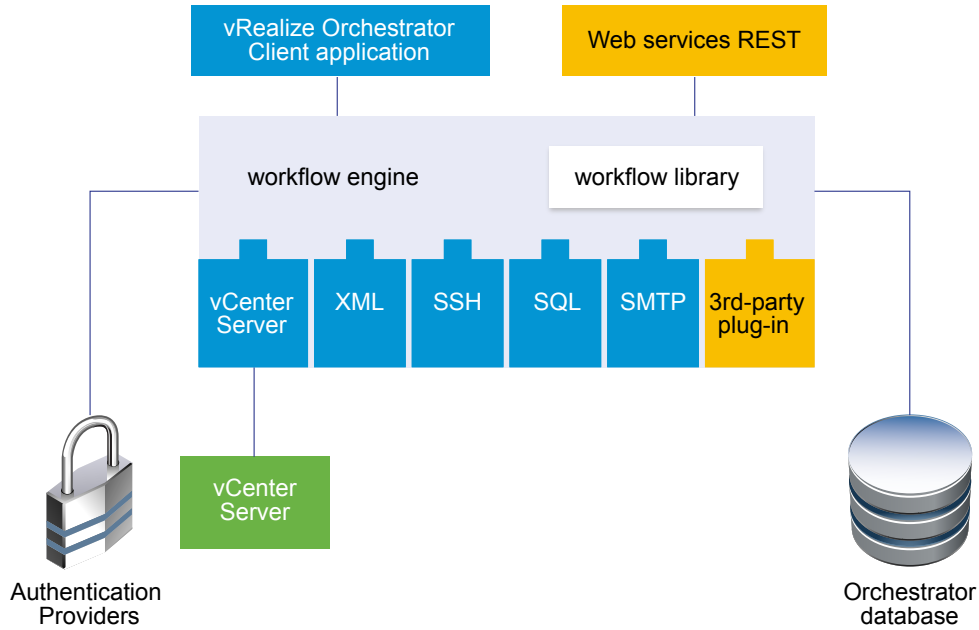 vRealize Orchestrator
Client application
Web services REST
workflow engine
workflow library
vCenter
Server
XML
SSH
SQL
SMTP
3rd-party
plug-in
vCenter
Server
Authentication
Providers
Orchestrator
database